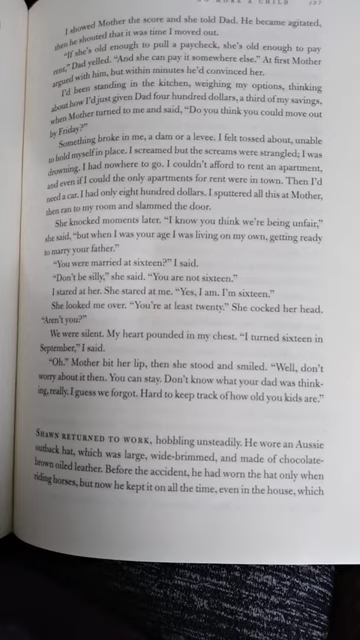 NO MORE A CHILD 137
I showed Mother the score and she told Dad. He became agitated,
then he shouted that it was time I moved out.
"If she's old enough to pull a paycheck, she's old enough to pay
rent," Dad yelled. "And she can pay it somewhere else." At first Mother
argued with him, but within minutes he'd convinced her.
I'd been standing in the kitchen, weighing my options, thinking
about how I'd just given Dad four hundred dollars, a third of my savings,
when Mother turned to me and said, "Do you think you could move out
by Friday?"
Something broke in me, a dam or a levee. I felt tossed about, unable
to hold myself in place. I screamed but the screams were strangled; I was
drowning. I had nowhere to go. I couldn't afford to rent an apartment,
and even if I could the only apartments for rent were in town. Then I'd
need a car. I had only eight hundred dollars. I sputtered all this at Mother,
then ran to my room and slammed the door.
She knocked moments later. "I know you think we're being unfair,"
she said, "but when I was your age I was living on my own, getting ready
to marry your father."
"You were married at sixteen?" I said.
"Don't be silly," she said. "You are not sixteen."
I stared at her. She stared at me. "Yes, I am. I'm sixteen."
She looked me over. "You're at least twenty." She cocked her head.
"Aren't you?"
We were silent. My heart pounded in my chest. "I turned sixteen in
September," I said.
"Oh." Mother bit her lip, then she stood and smiled. "Well, don't
worry about it then. You can stay. Don't know what your dad was think-
ing, really. I guess we forgot. Hard to keep track of how old you kids are."
SHAWN RETURNED TO WORK, hobbling unsteadily. He wore an Aussie
outback hat, which was large, wide-brimmed, and made of chocolate-
brown oiled leather. Before the accident, he had worn the hat only when
riding horses, but now he kept it on all the time, even in the house, which